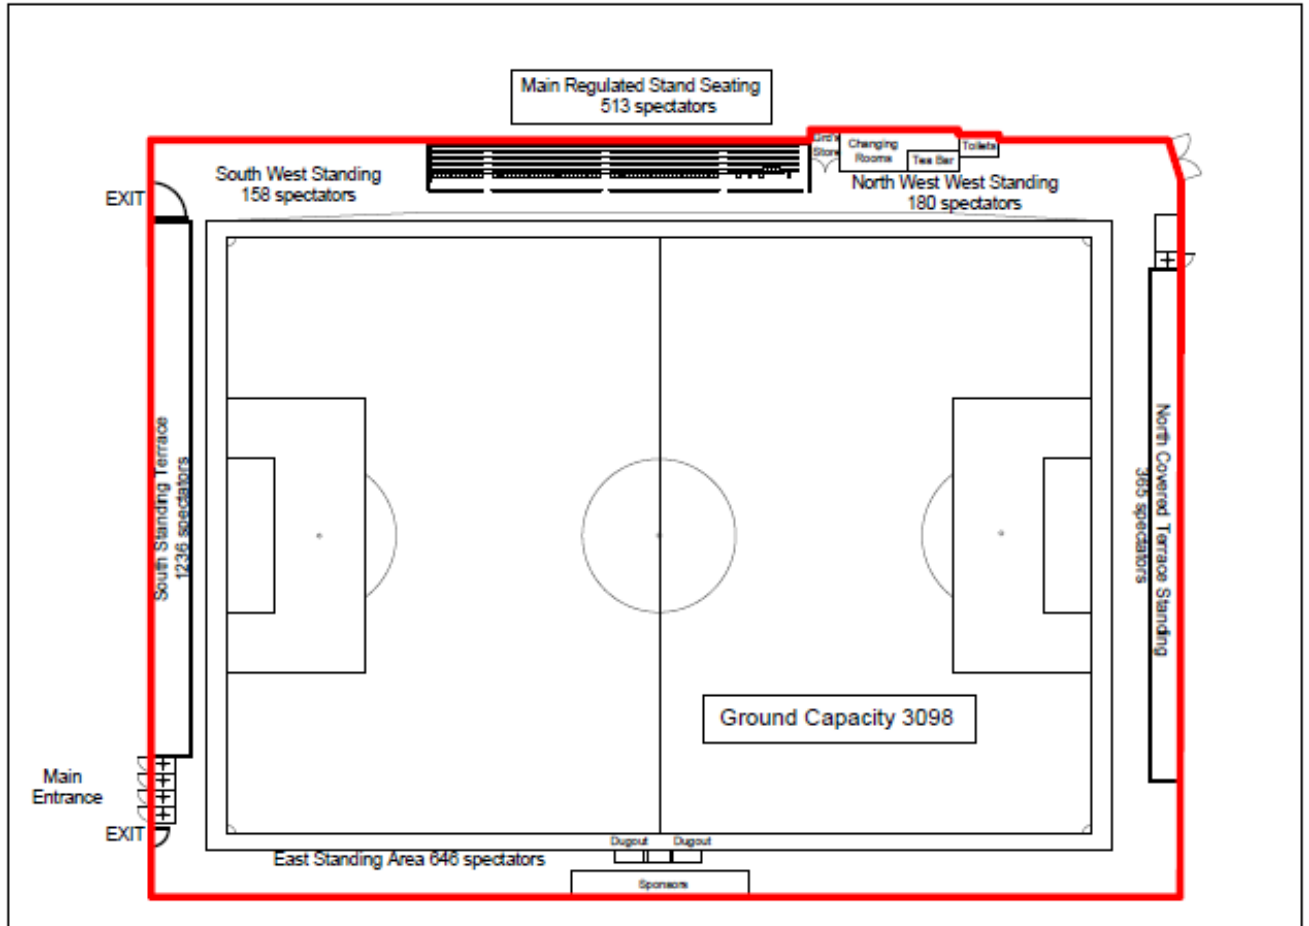 Main Regulated Stand Seating
513 spectators
Store
Changing
Rooms
Tea Bar
Toilets
South West Standing
158 spectators
North West West Standing
180 spectators
EXIT
South Standing Terrace
1236 spectators
North Covered Terrace Standing
365 spectators
Ground Capacity 3098
Main
Entrance
EXIT
Dugout
Dugout
East Standing Area 646 spectators
Sponsors